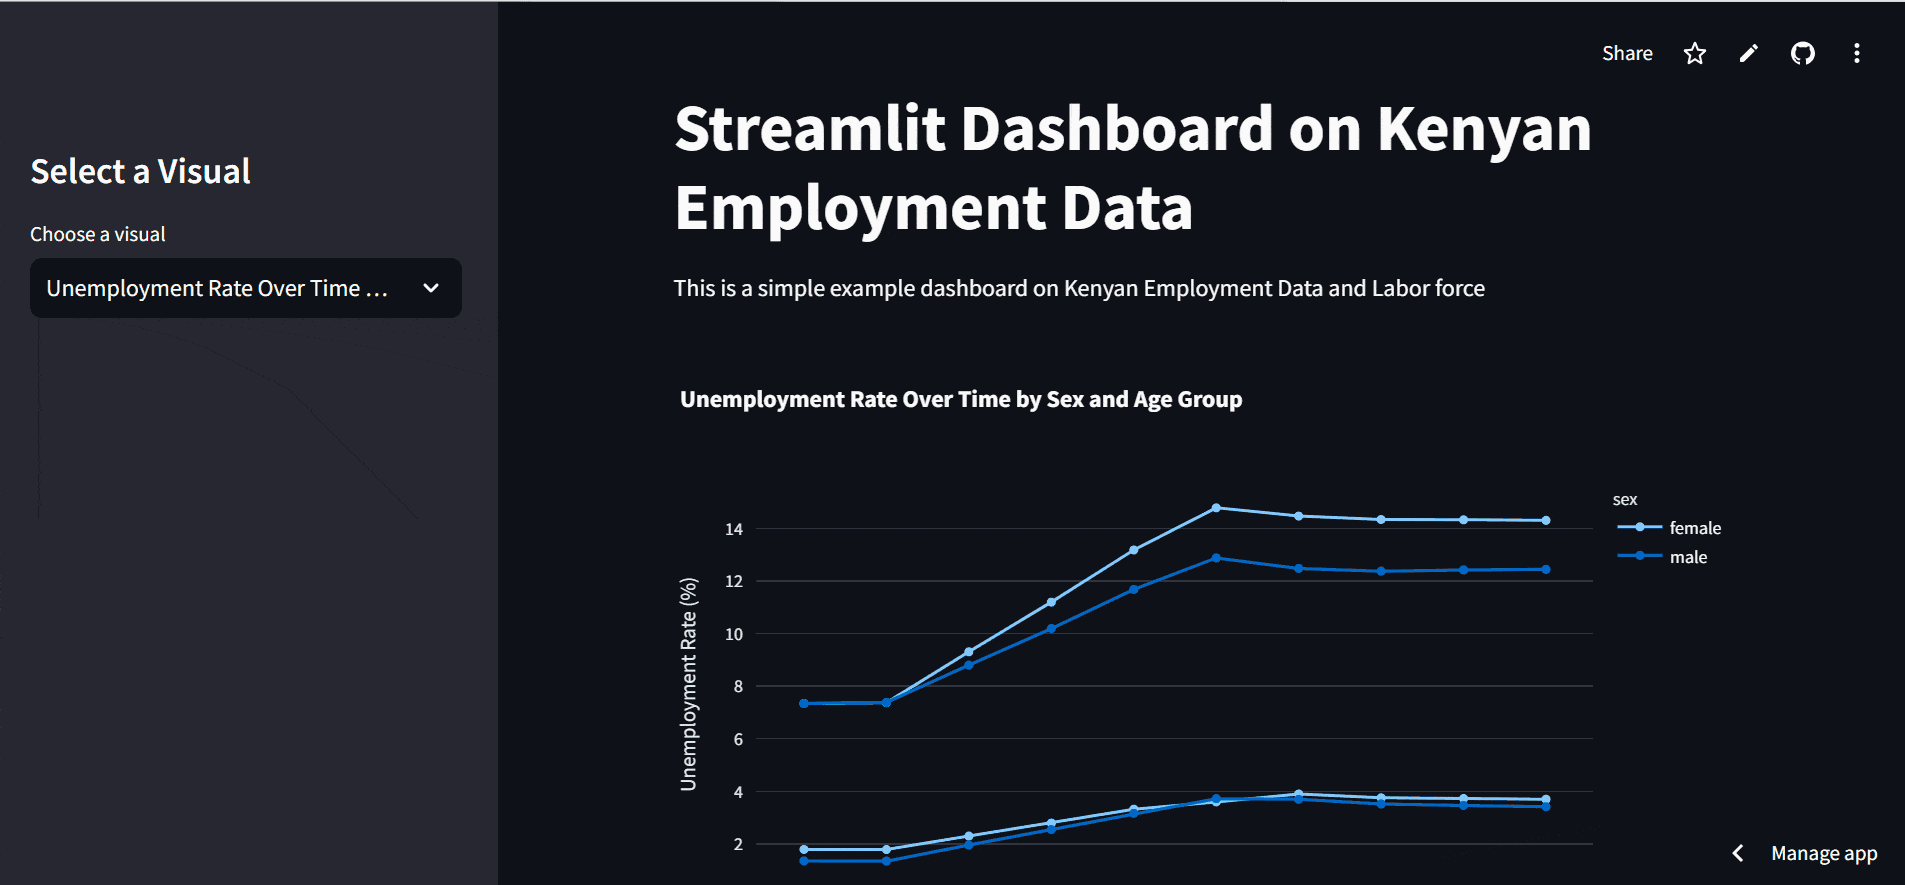 Share
Select a Visual
Choose a visual
Unemployment Rate Over Time ...
Streamlit Dashboard on Kenyan
Employment Data
This is a simple example dashboard on Kenyan Employment Data and Labor force
Unemployment Rate Over Time by Sex and Age Group
Unemployment Rate (%)
14
12
10
8
6
4
2
sex
female
male
Manage app